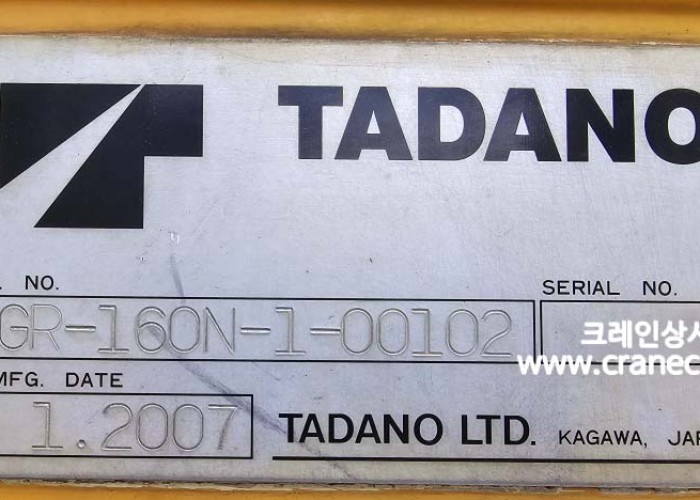 TADANO
. NO. SERIAL NO.
GR-160N-1-00102
크레인상사
www.cranec
MFG. DATE
1.2007
TADANO LTD. KAGAWA, JAP